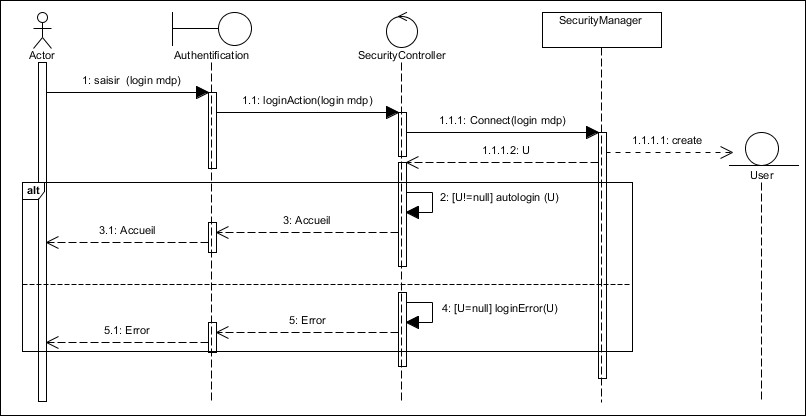 Actor
Authentification
SecurityController
SecurityManager
1: saisir (login mdp)
1.1: loginAction(login mdp)
1.1.1: Connect(login mdp)
1.1.1.1: create
1.1.1.2: U
User
alt
2: [U!=null] autologin (U)
3: Accueil
3.1: Accueil
4: [U=null] loginError(U)
5: Error
5.1: Error